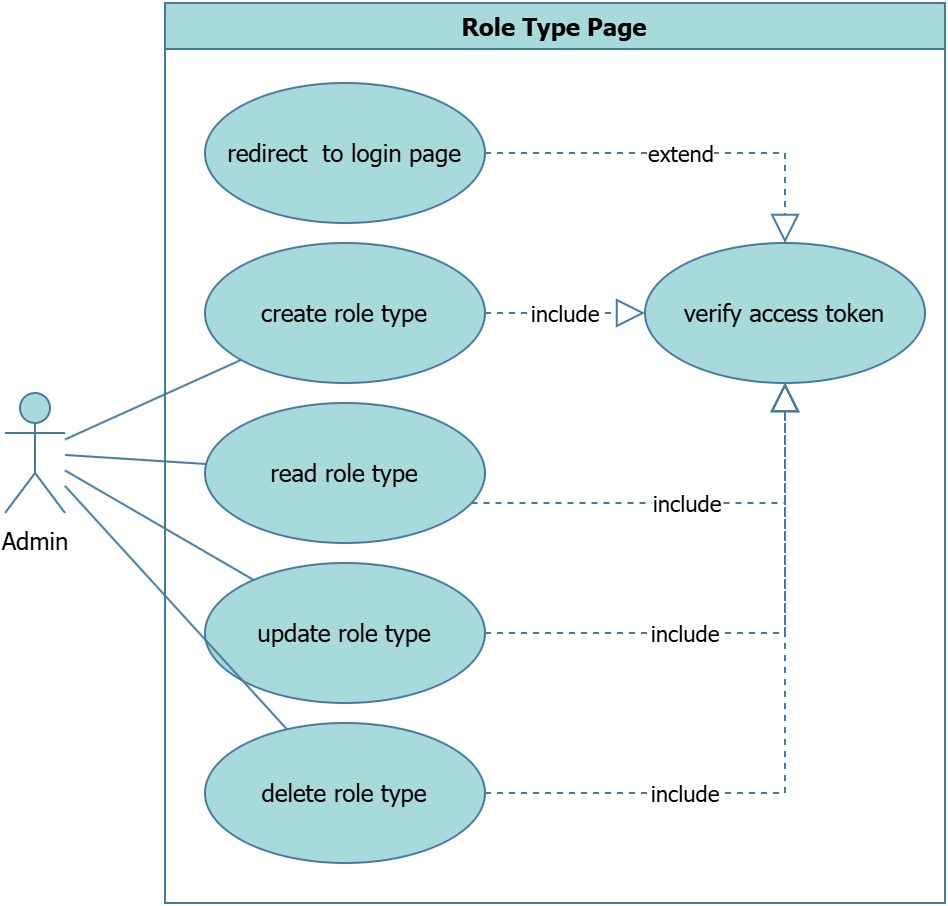 Role Type Page
redirect  to login page
extend
create role type
include
verify access token
Admin
read role type
include
update role type
include
delete role type
include